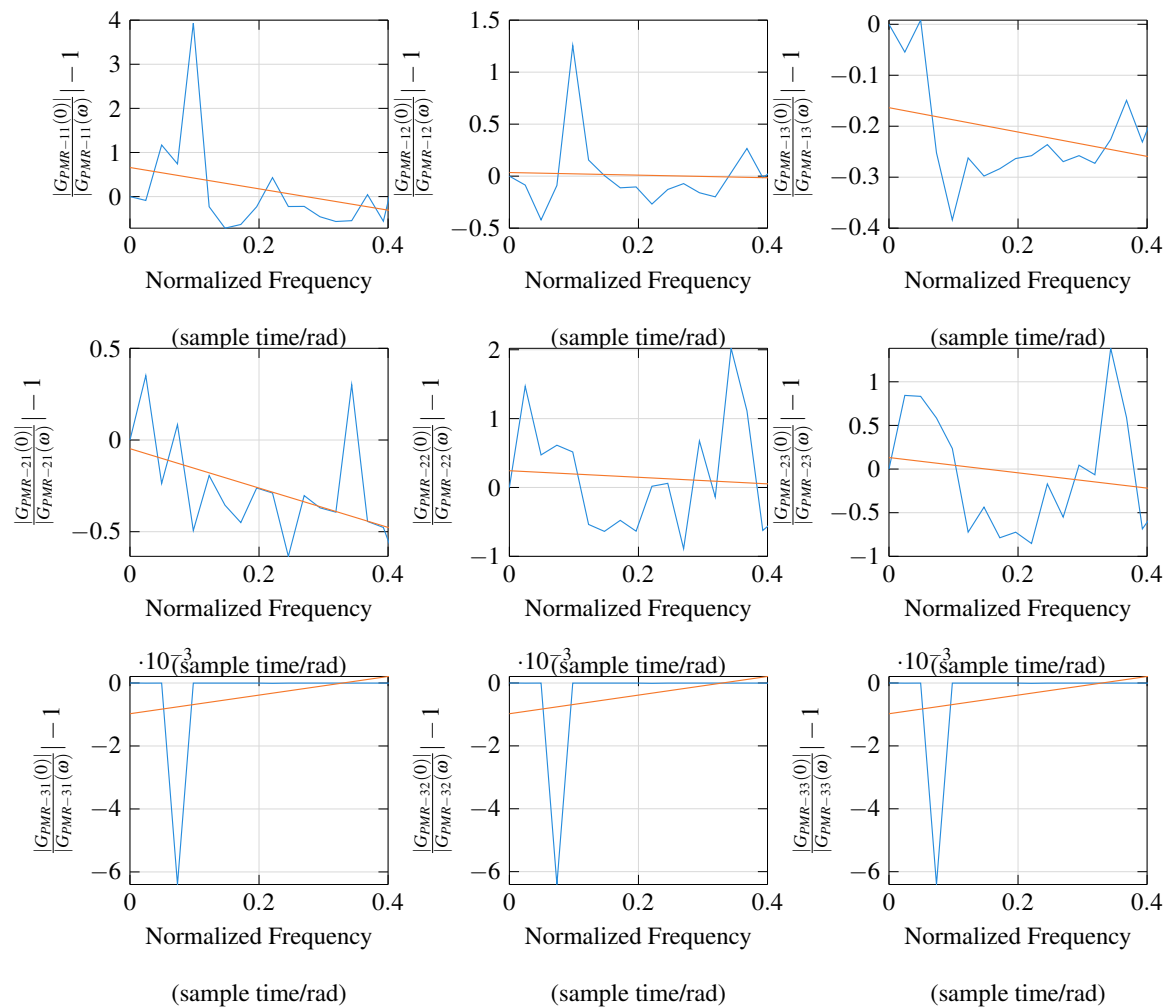 4
3
2
1
0
0
0.2
0.4
|G_{PMR−11}(0)|
|G_{PMR−11}(ω) | − 1
Normalized Frequency
(sample time/rad)
1.5
1
0.5
0
−0.5
0
0.2
0.4
|G_{PMR−12}(0)|
|G_{PMR−12}(ω) | − 1
Normalized Frequency
(sample time/rad)
0
−0.1
−0.2
−0.3
−0.4
0
0.2
0.4
|G_{PMR−13}(0)|
|G_{PMR−13}(ω) | − 1
Normalized Frequency
(sample time/rad)
0.5
0
−0.5
0
0.2
0.4
|G_{PMR−21}(0)|
|G_{PMR−21}(ω) | − 1
Normalized Frequency
(sample time/rad)
2
1
0
−1
0
0.2
0.4
|G_{PMR−22}(0)|
|G_{PMR−22}(ω) | − 1
Normalized Frequency
(sample time/rad)
1
0.5
0
−0.5
−1
0
0.2
0.4
|G_{PMR−23}(0)|
|G_{PMR−23}(ω) | − 1
Normalized Frequency
(sample time/rad)
·10^{−3}
0
−2
−4
−6
0
0.2
0.4
|G_{PMR−31}(0)|
|G_{PMR−31}(ω) | − 1
Normalized Frequency
(sample time/rad)
·10^{−3}
0
−2
−4
−6
0
0.2
0.4
|G_{PMR−32}(0)|
|G_{PMR−32}(ω) | − 1
Normalized Frequency
(sample time/rad)
·10^{−3}
0
−2
−4
−6
0
0.2
0.4
|G_{PMR−33}(0)|
|G_{PMR−33}(ω) | − 1
Normalized Frequency
(sample time/rad)